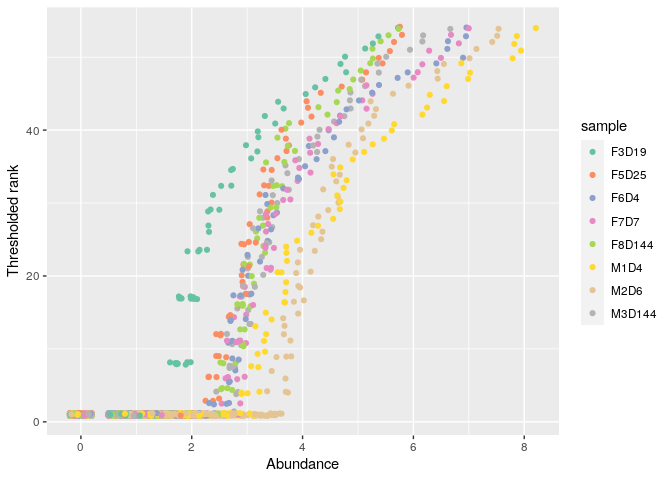 40
20
0
Thresholded rank
0
2
4
6
8
Abundance
sample
F3D19
F5D25
F6D4
F7D7
F8D144
M1D4
M2D6
M3D144